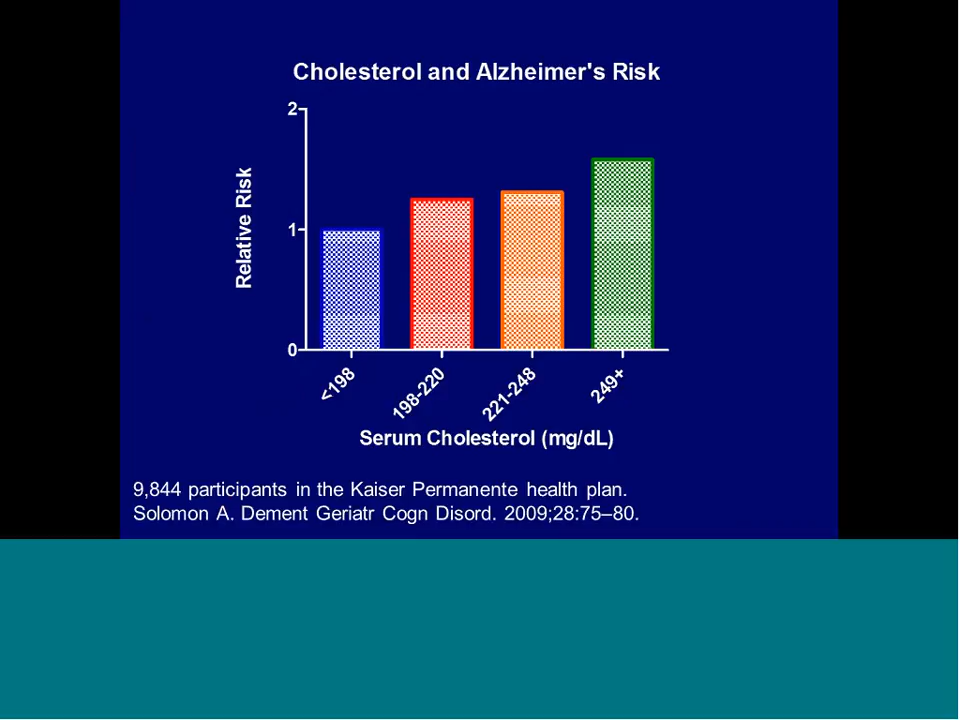 Cholesterol and Alzheimer's Risk
2
1
0
Relative Risk
<198
198-220
221-248
249+
Serum Cholesterol (mg/dL)
9,844 participants in the Kaiser Permanente health plan.
Solomon A. Dement Geriatr Cogn Disord. 2009;28:75–80.